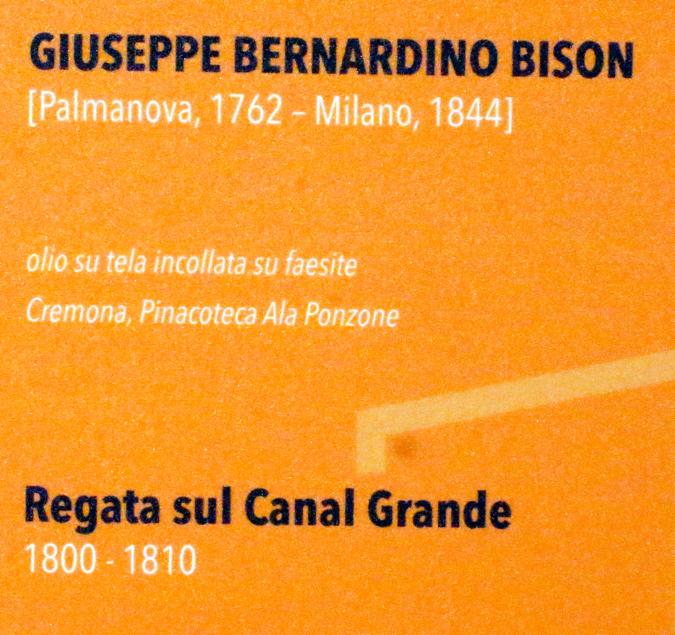 GIUSEPPE BERNARDINO BISON
[Palmanova, 1762 – Milano, 1844]
olio su tela incollata su faesite
Cremona, Pinacoteca Ala Ponzone
Regata sul Canal Grande
1800 - 1810